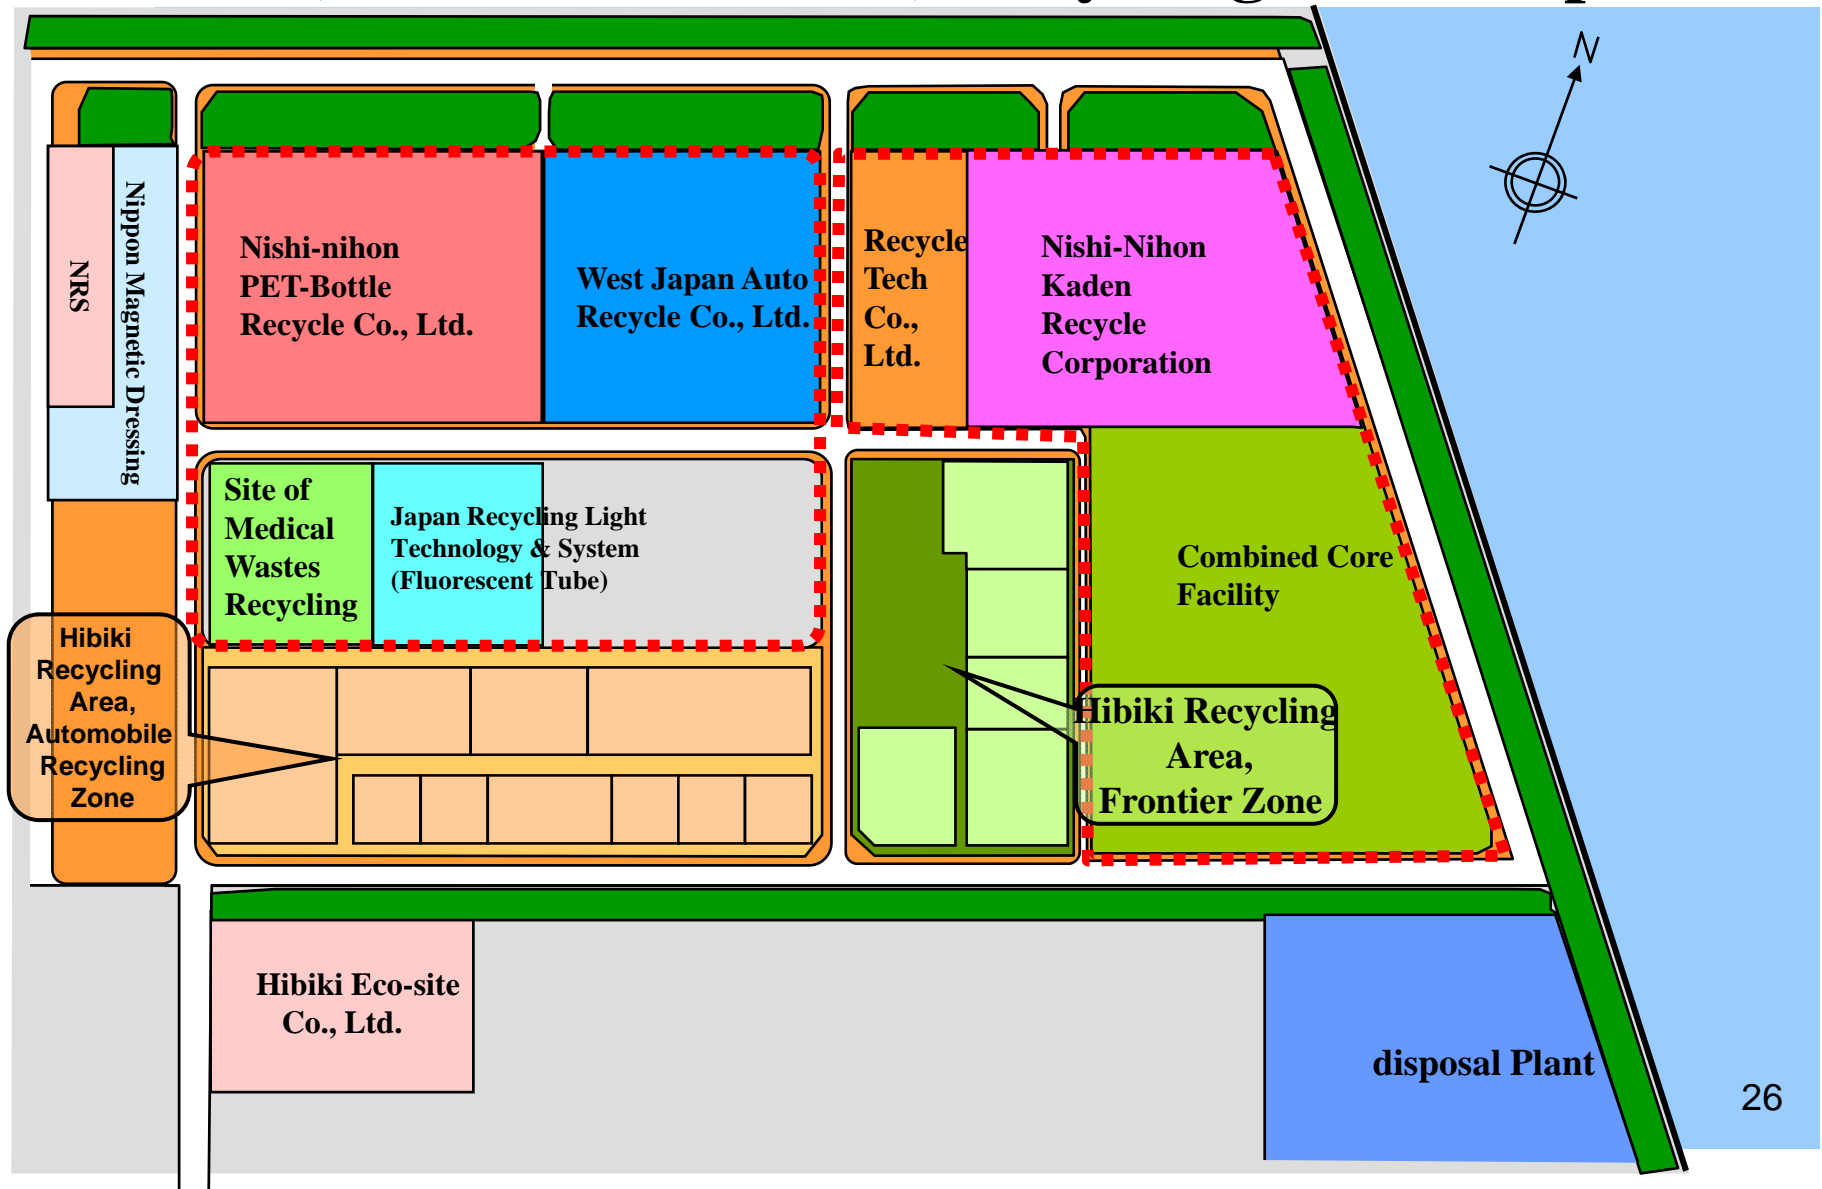 N
NRS
Nippon Magnetic Dressing
Nishi-nihon
PET-Bottle
Recycle Co., Ltd.
West Japan Auto
Recycle Co., Ltd.
Recycle
Tech
Co.,
Ltd.
Nishi-Nihon
Kaden
Recycle
Corporation
Site of
Medical
Wastes
Recycling
Japan Recycling Light
Technology & System
(Fluorescent Tube)
Combined Core
Facility
Hibiki
Recycling
Area,
Automobile
Recycling
Zone
Hibiki Recycling
Area,
Frontier Zone
Hibiki Eco-site
Co., Ltd.
disposal Plant
26